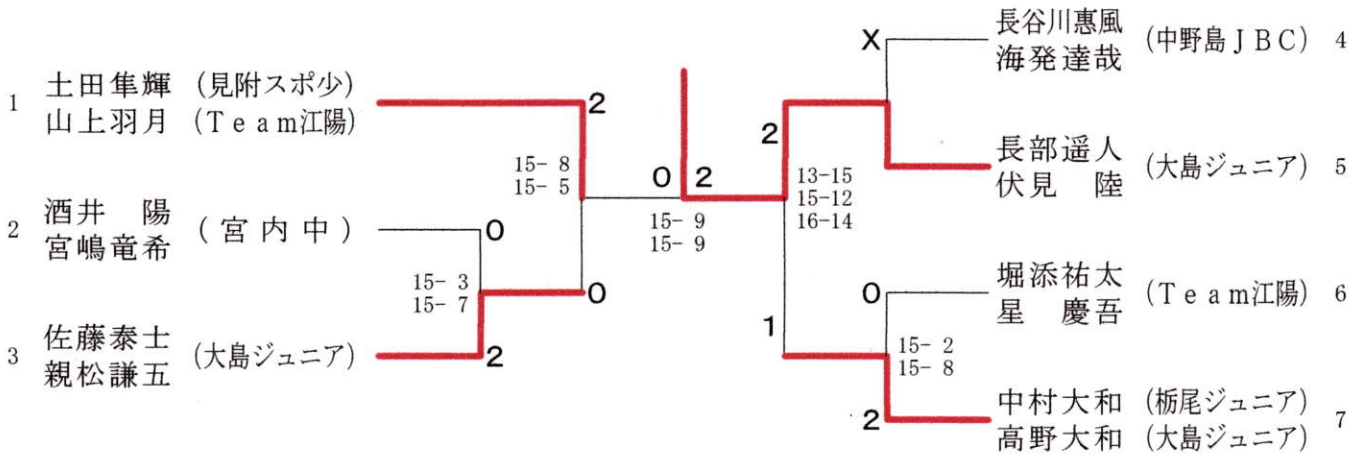 1 土田隼輝 (見附スポ少)
山上羽月 (Team江陽)
2 酒井 陽 (宮内中)
宮嶋竜希
3 佐藤泰士 (大島ジュニア)
親松謙五
2
15- 8
15- 5
0
15- 3
15- 7
0
2
0 2
15- 9
15- 9
2
13-15
15-12
16-14
1
X
0
15- 2
15- 8
2
長谷川惠風 (中野島JBC) 4
海発達哉
長部遥人 (大島ジュニア) 5
伏見 陸
堀添祐太 (Team江陽) 6
星 慶吾
中村大和 (栃尾ジュニア) 7
高野大和 (大島ジュニア)